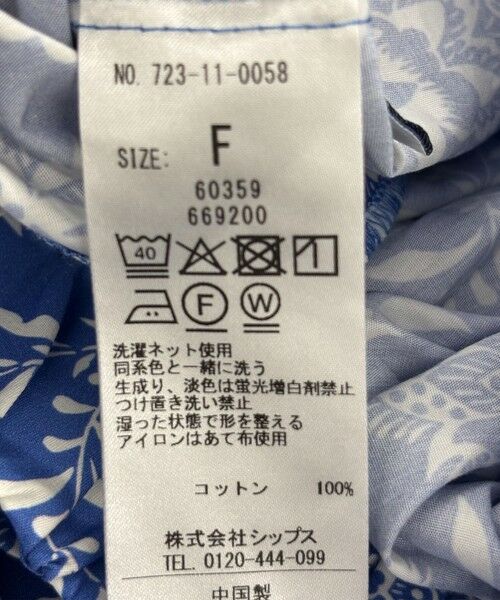 NO. 723-11-0058
SIZE: F
60359
669200
40
F W
洗濯ネット使用
同系色と一緒に洗う
生成り、淡色は蛍光増白剤禁止
つけ置き洗い禁止
湿った状態で形を整える
アイロンはあて布使用
コットン 100%
株式会社シップス
TEL. 0120-444-099
中国製